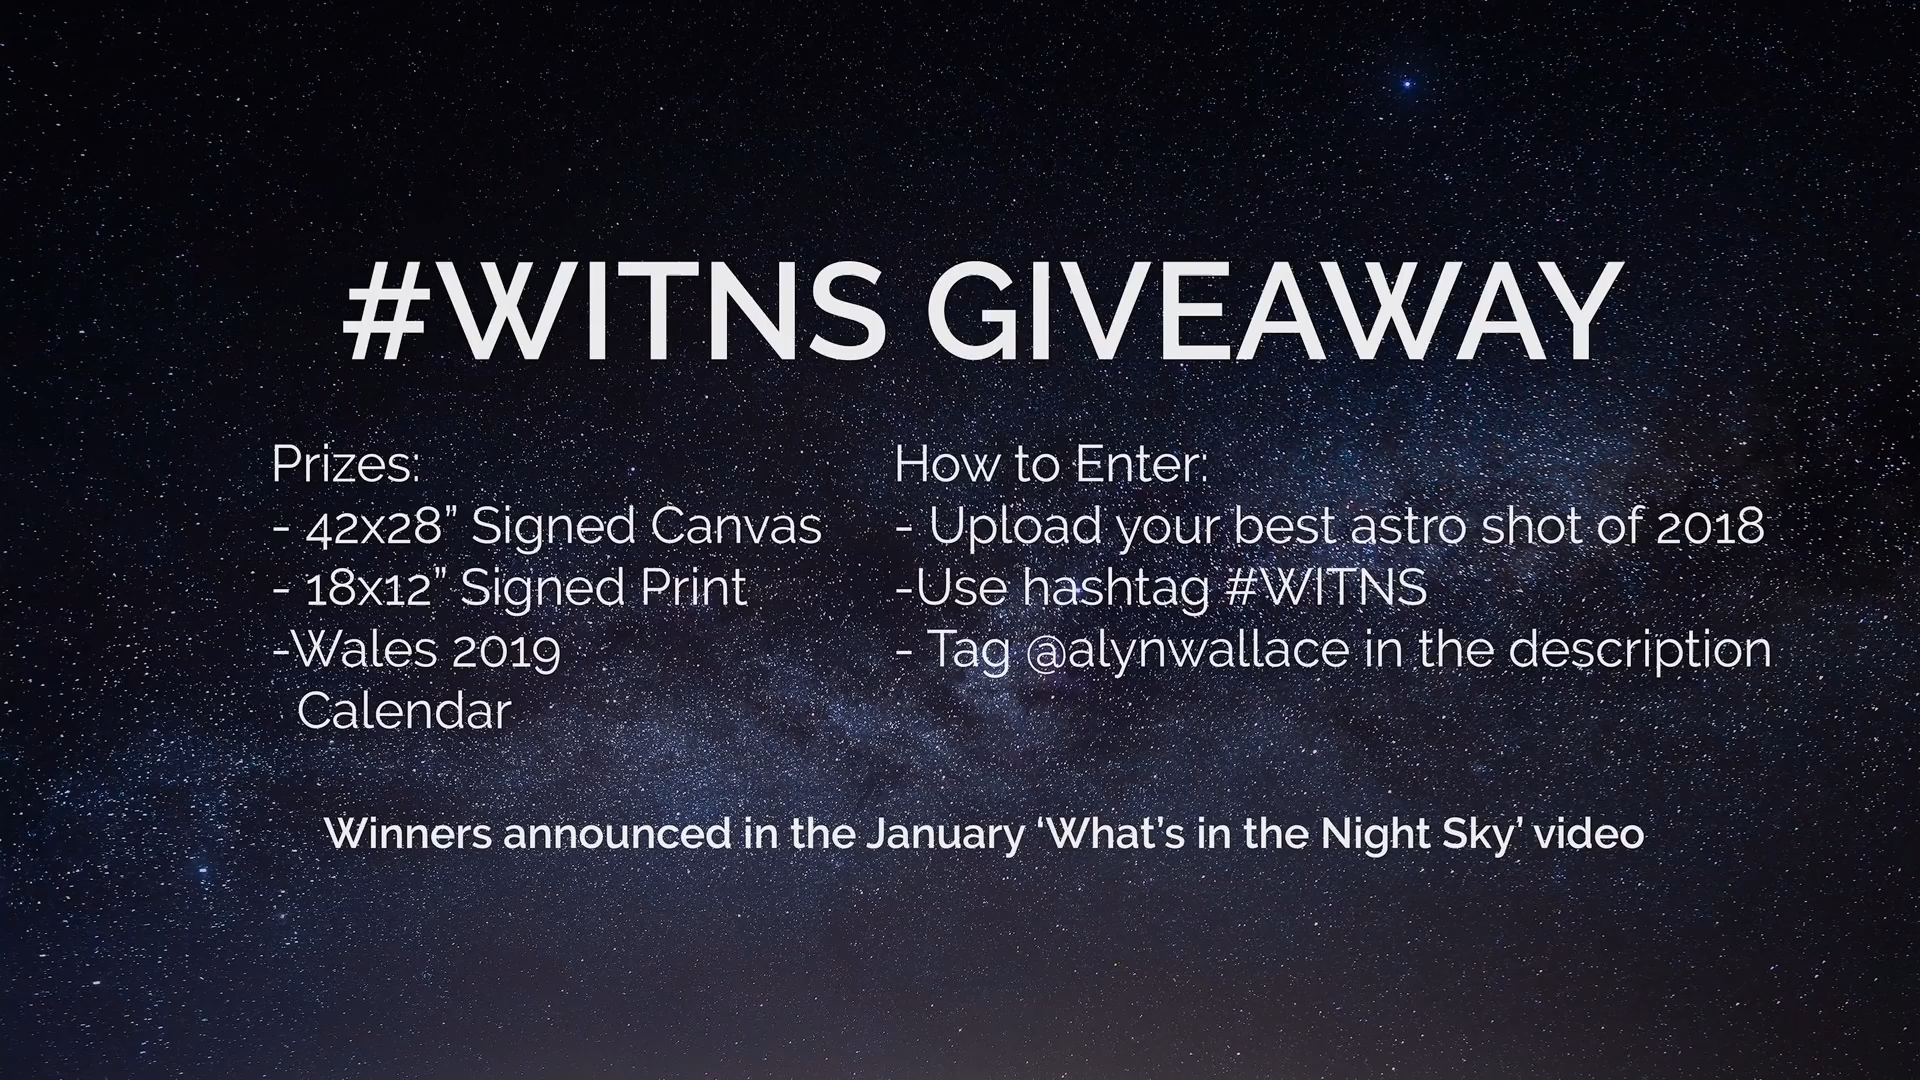 #WITNS GIVEAWAY
Prizes:
- 42x28” Signed Canvas
- 18x12” Signed Print
-Wales 2019
Calendar
How to Enter:
- Upload your best astro shot of 2018
-Use hashtag #WITNS
- Tag @alynwallace in the description
Winners announced in the January ‘What’s in the Night Sky’ video